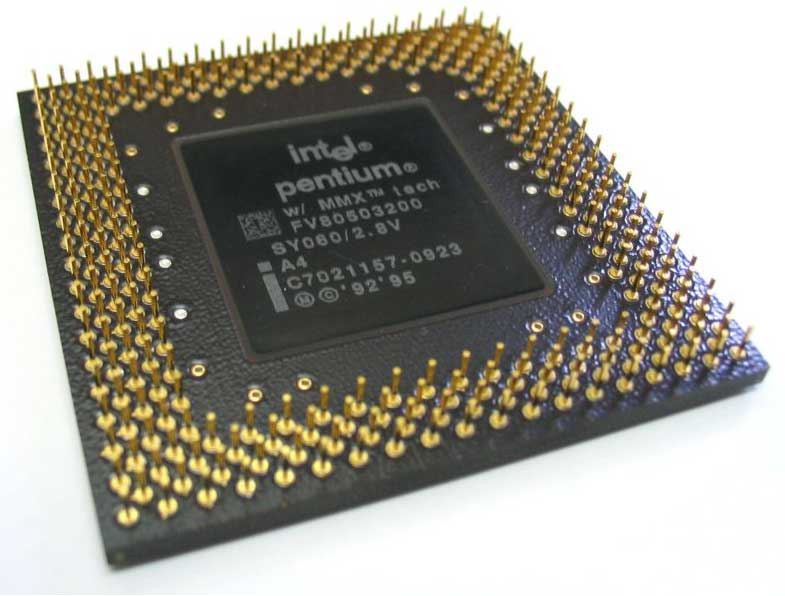 intel®
pentium®
w/ MMX™ tech
FV80503200
SY060/2.8V
A4
C7021157-0923
Ⓜ © '92 '95